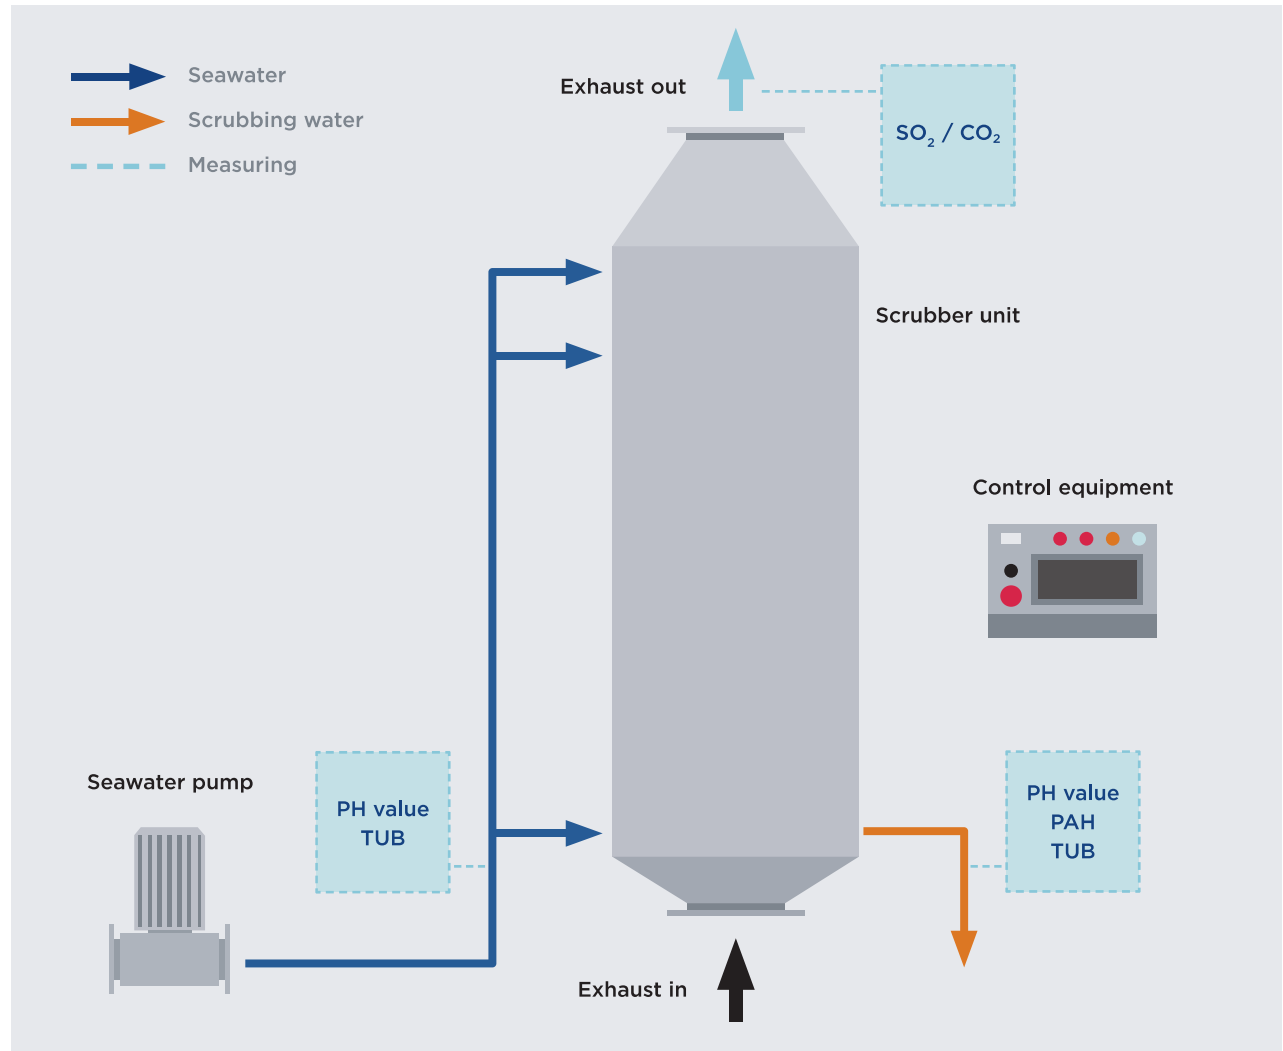 Seawater
Scrubbing water
Measuring
Exhaust out
SO₂ / CO₂
Scrubber unit
Control equipment
Seawater pump
PH value
TUB
PH value
PAH
TUB
Exhaust in